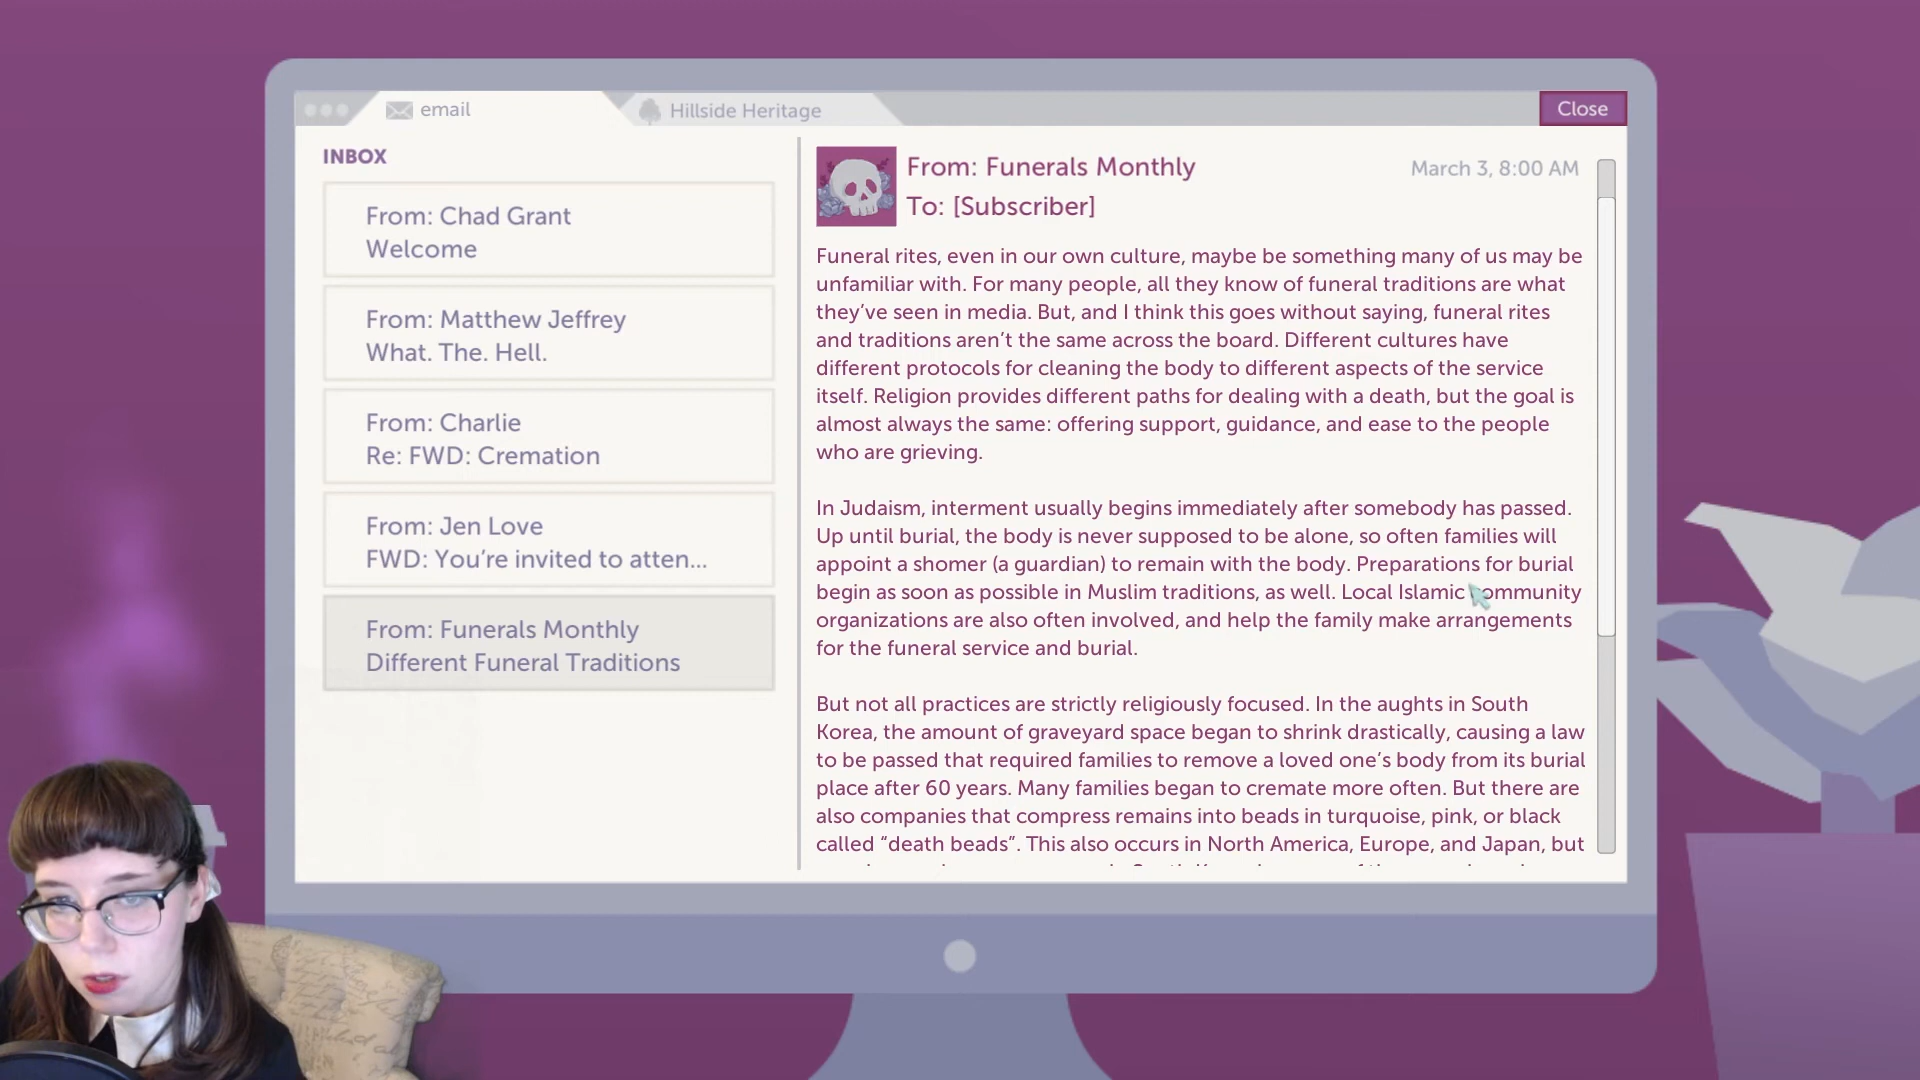 email
Hillside Heritage
Close
INBOX
From: Chad Grant
Welcome
From: Matthew Jeffrey
What. The. Hell.
From: Charlie
Re: FWD: Cremation
From: Jen Love
FWD: You’re invited to atten...
From: Funerals Monthly
Different Funeral Traditions
From: Funerals Monthly
March 3, 8:00 AM
To: [Subscriber]
Funeral rites, even in our own culture, maybe be something many of us may be
unfamiliar with. For many people, all they know of funeral traditions are what
they’ve seen in media. But, and I think this goes without saying, funeral rites
and traditions aren’t the same across the board. Different cultures have
different protocols for cleaning the body to different aspects of the service
itself. Religion provides different paths for dealing with a death, but the goal is
almost always the same: offering support, guidance, and ease to the people
who are grieving.
In Judaism, interment usually begins immediately after somebody has passed.
Up until burial, the body is never supposed to be alone, so often families will
appoint a shomer (a guardian) to remain with the body. Preparations for burial
begin as soon as possible in Muslim traditions, as well. Local Islamic community
organizations are also often involved, and help the family make arrangements
for the funeral service and burial.
But not all practices are strictly religiously focused. In the aughts in South
Korea, the amount of graveyard space began to shrink drastically, causing a law
to be passed that required families to remove a loved one’s body from its burial
place after 60 years. Many families began to cremate more often. But there are
also companies that compress remains into beads in turquoise, pink, or black
called “death beads”. This also occurs in North America, Europe, and Japan, but